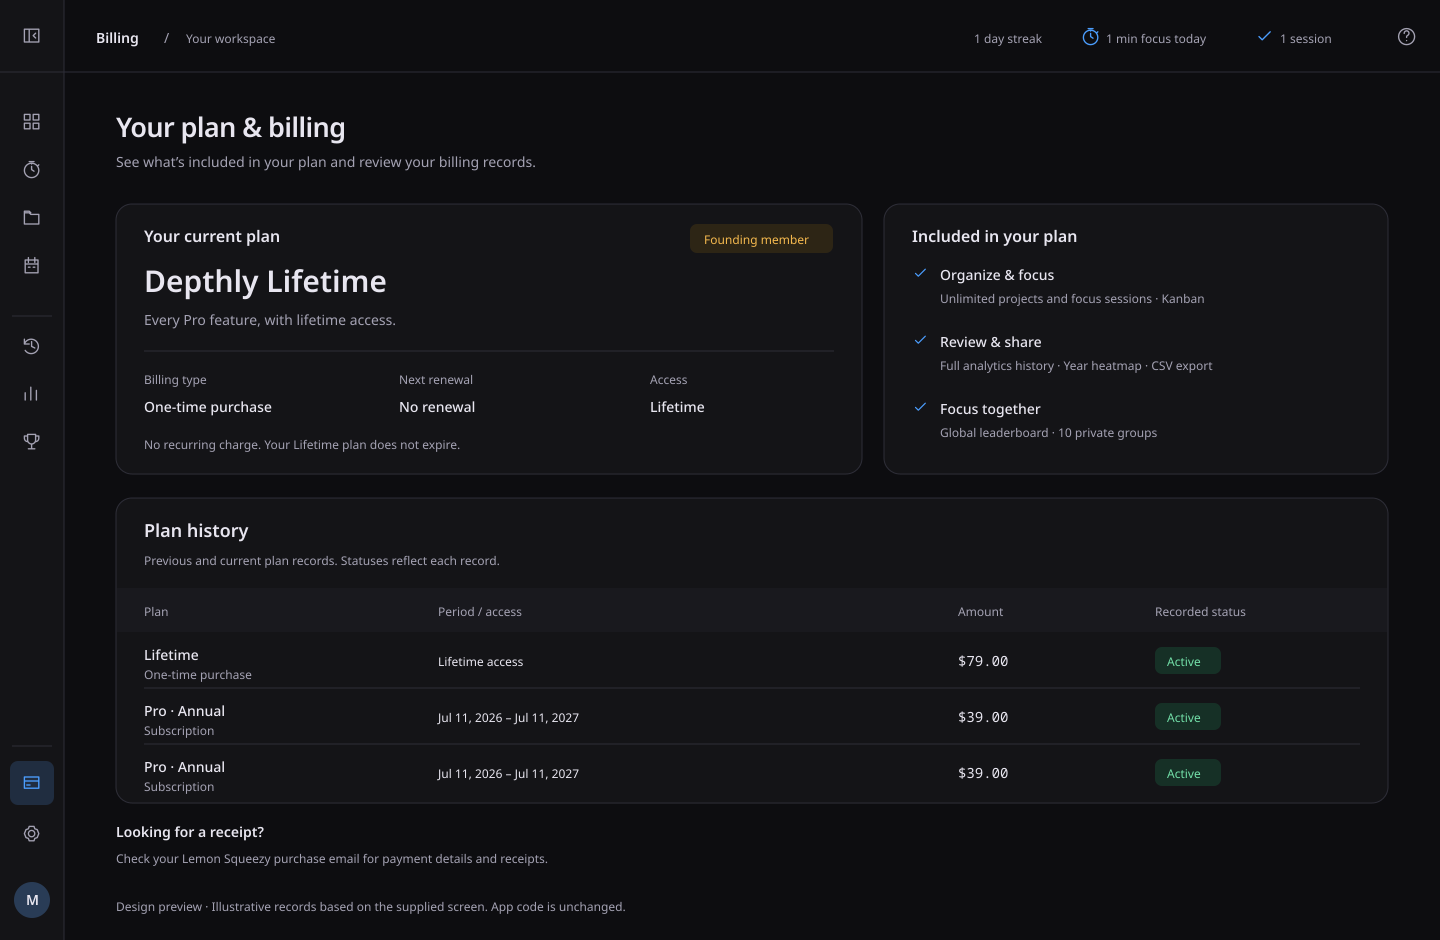 Billing / Your workspace
1 day streak
1 min focus today
1 session
Your plan & billing
See what’s included in your plan and review your billing records.
Your current plan
Founding member
Depthly Lifetime
Every Pro feature, with lifetime access.
Billing type
Next renewal
Access
One-time purchase
No renewal
Lifetime
No recurring charge. Your Lifetime plan does not expire.
Included in your plan
Organize & focus
Unlimited projects and focus sessions · Kanban
Review & share
Full analytics history · Year heatmap · CSV export
Focus together
Global leaderboard · 10 private groups
Plan history
Previous and current plan records. Statuses reflect each record.
Plan
Period / access
Amount
Recorded status
Lifetime
One-time purchase
Lifetime access
$79.00
Active
Pro · Annual
Subscription
Jul 11, 2026 – Jul 11, 2027
$39.00
Active
Pro · Annual
Subscription
Jul 11, 2026 – Jul 11, 2027
$39.00
Active
Looking for a receipt?
Check your Lemon Squeezy purchase email for payment details and receipts.
M
Design preview · Illustrative records based on the supplied screen. App code is unchanged.